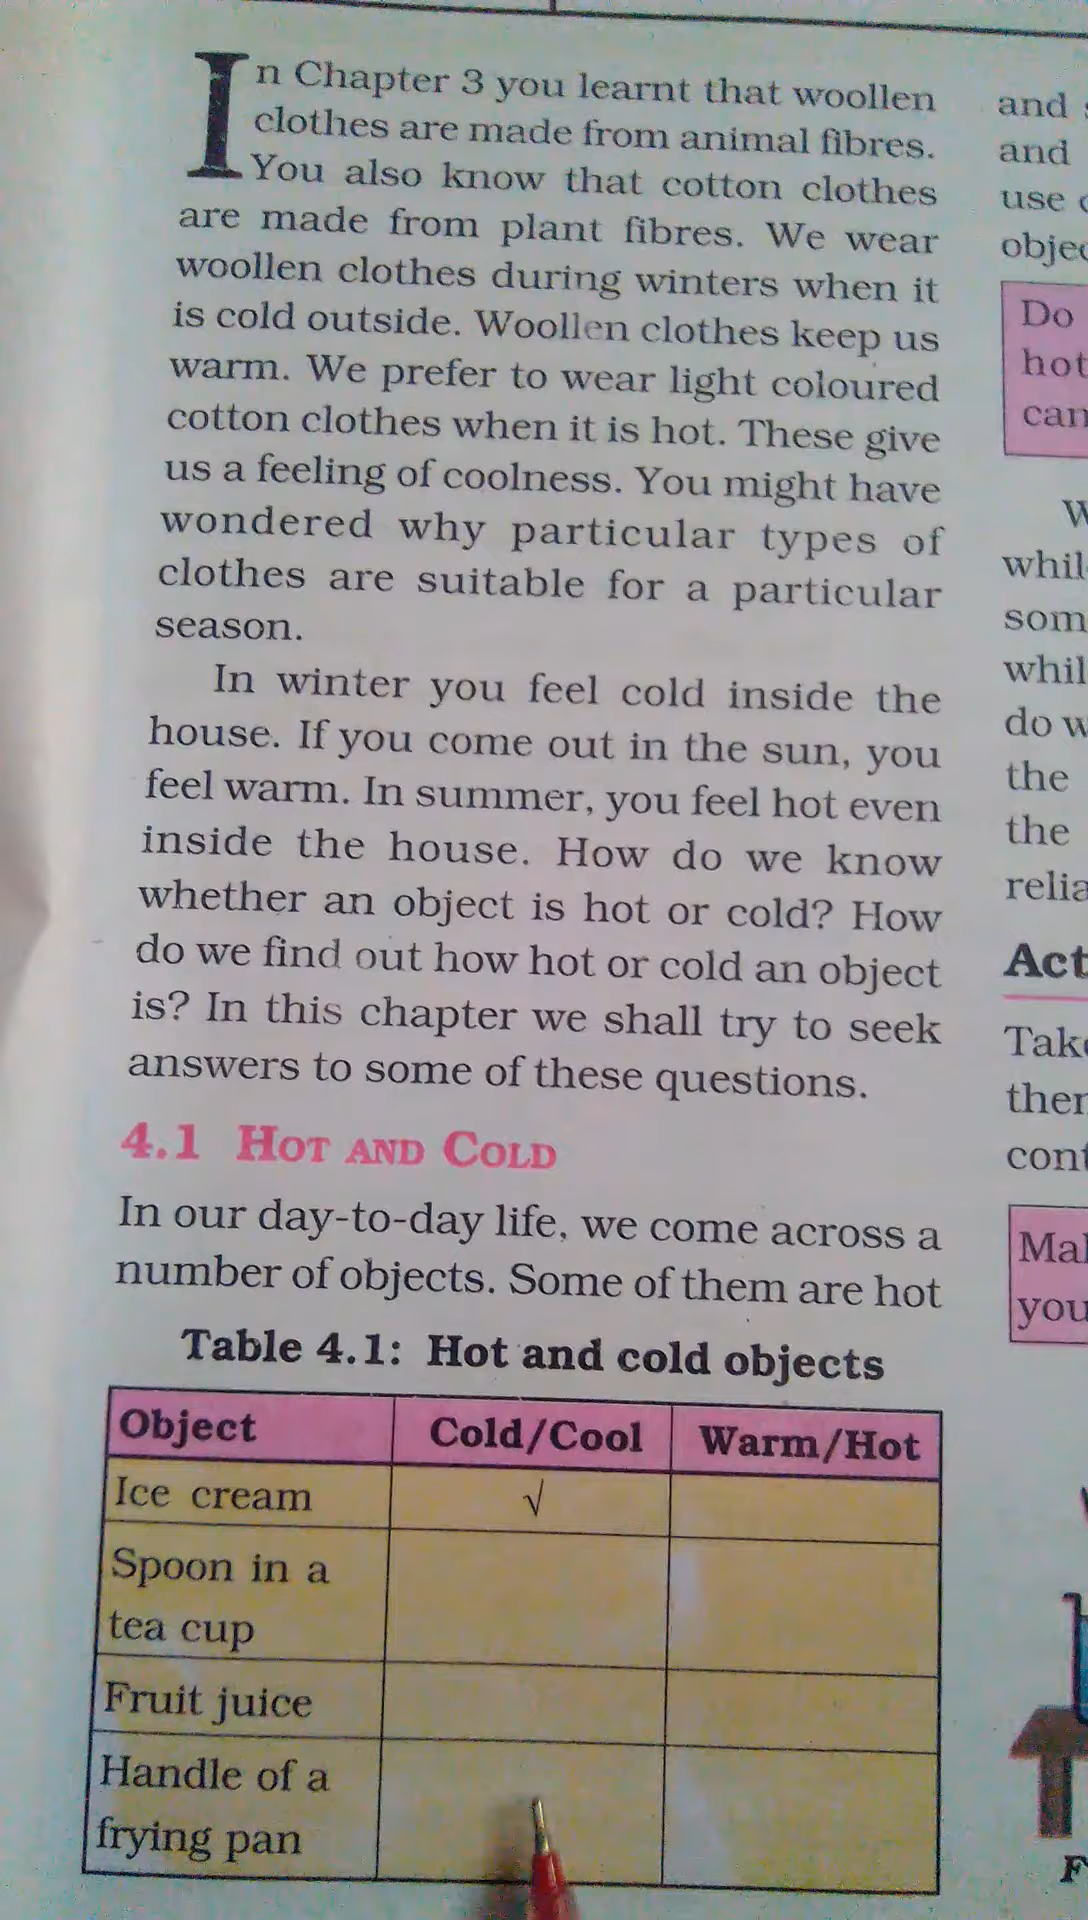 In Chapter 3 you learnt that woollen
clothes are made from animal fibres.
You also know that cotton clothes
are made from plant fibres. We wear
woollen clothes during winters when it
is cold outside. Woollen clothes keep us
warm. We prefer to wear light coloured
cotton clothes when it is hot. These give
us a feeling of coolness. You might have
wondered why particular types of
clothes are suitable for a particular
season.
In winter you feel cold inside the
house. If you come out in the sun, you
feel warm. In summer, you feel hot even
inside the house. How do we know
whether an object is hot or cold? How
do we find out how hot or cold an object
is? In this chapter we shall try to seek
answers to some of these questions.
4.1 HOT AND COLD
In our day-to-day life, we come across a
number of objects. Some of them are hot
Table 4.1: Hot and cold objects
Object Cold/Cool Warm/Hot
Ice cream √
Spoon in a
tea cup
Fruit juice
Handle of a
frying pan
and
and
use
Do
hot
can
the
the